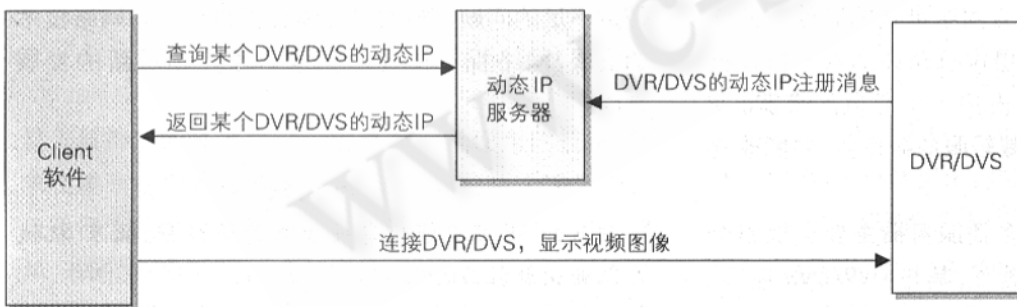 查询某个DVR/DVS的动态IP
动态IP
服务器
DVR/DVS的动态IP注册消息
返回某个DVR/DVS的动态IP
Client
软件
DVR/DVS
连接DVR/DVS，显示视频图像
www.c-